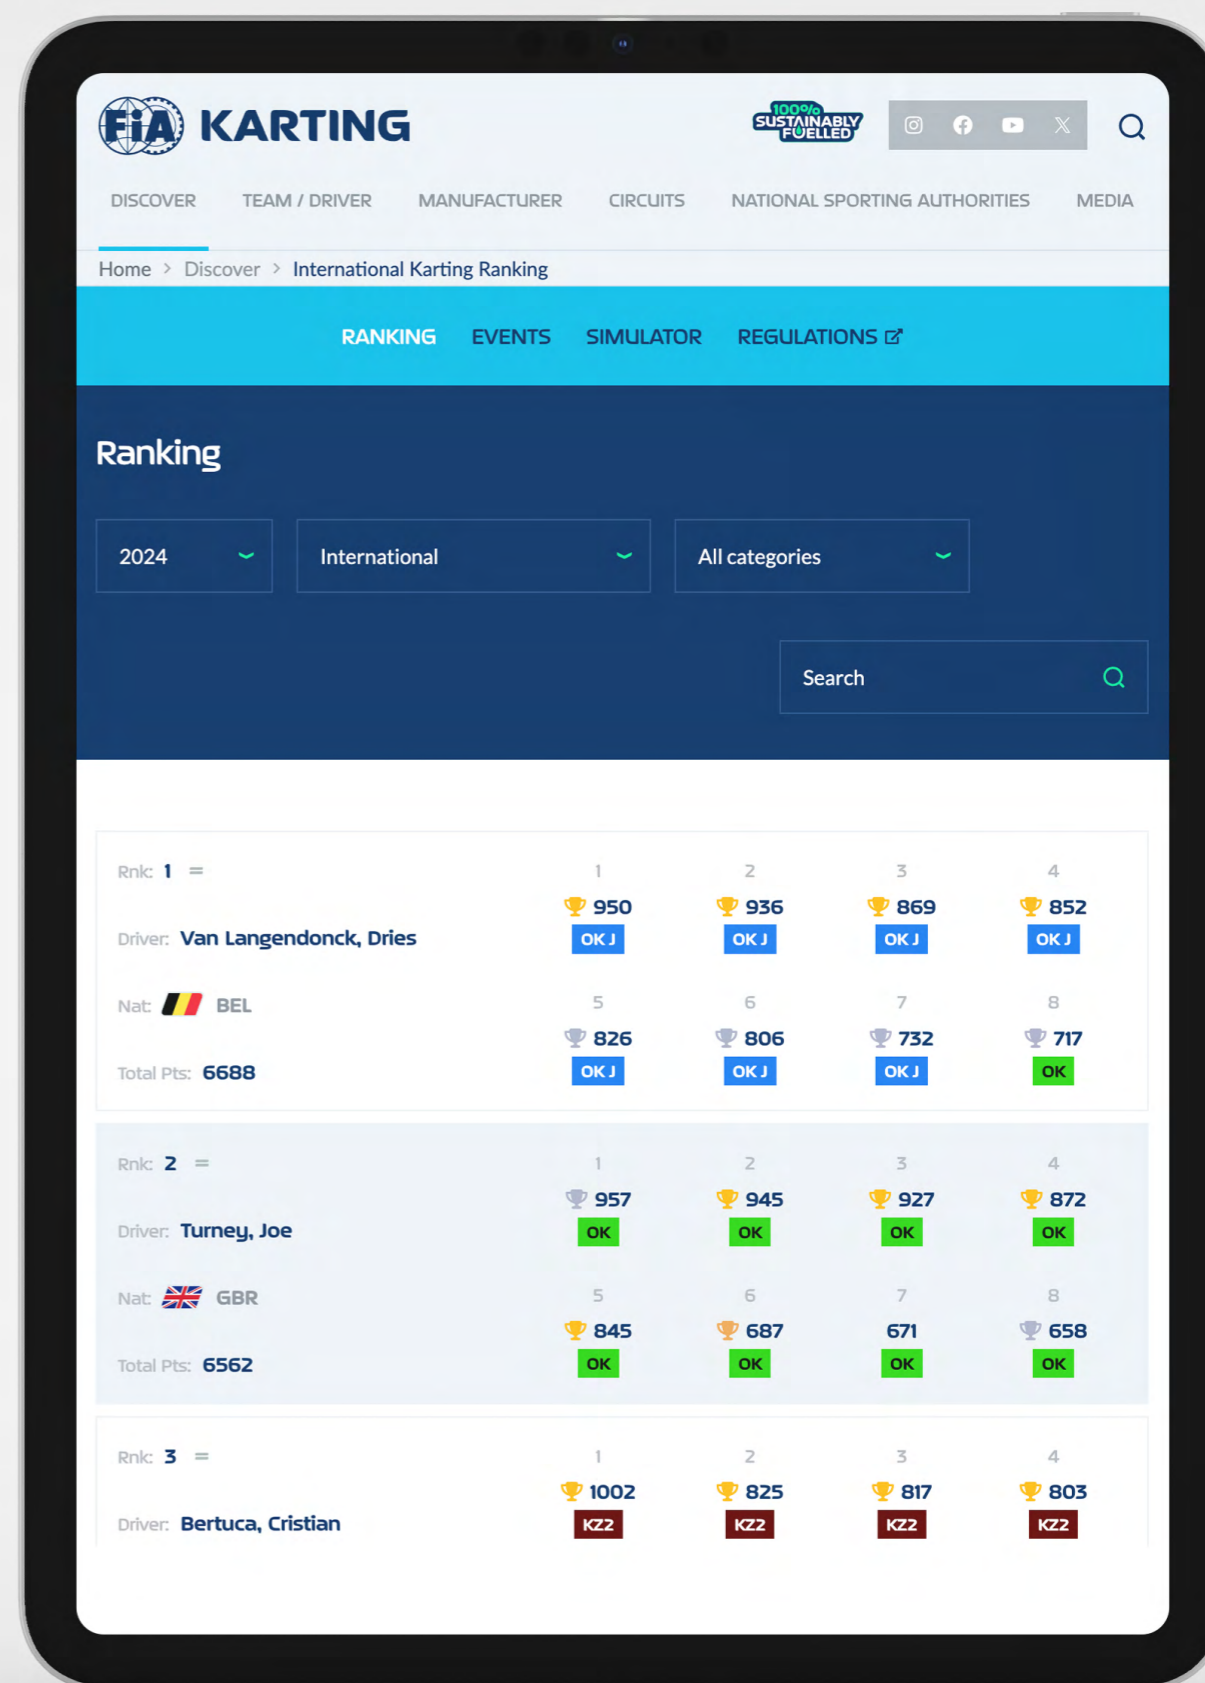 FiA KARTING
100% SUSTAINABLY FUELLED
DISCOVER TEAM / DRIVER MANUFACTURER CIRCUITS NATIONAL SPORTING AUTHORITIES MEDIA
Home > Discover > International Karting Ranking
RANKING EVENTS SIMULATOR REGULATIONS
Ranking
2024 International All categories
Search
Rnk: 1 = 1 2 3 4
950 936 869 852
Driver: Van Langendonck, Dries OK J OK J OK J OK J
Nat: BEL 5 6 7 8
826 806 732 717
Total Pts: 6688 OK J OK J OK J OK
Rnk: 2 = 1 2 3 4
957 945 927 872
Driver: Turney, Joe OK OK OK OK
Nat: GBR 5 6 7 8
845 687 671 658
Total Pts: 6562 OK OK OK OK
Rnk: 3 = 1 2 3 4
1002 825 817 803
Driver: Bertuca, Cristian KZ2 KZ2 KZ2 KZ2